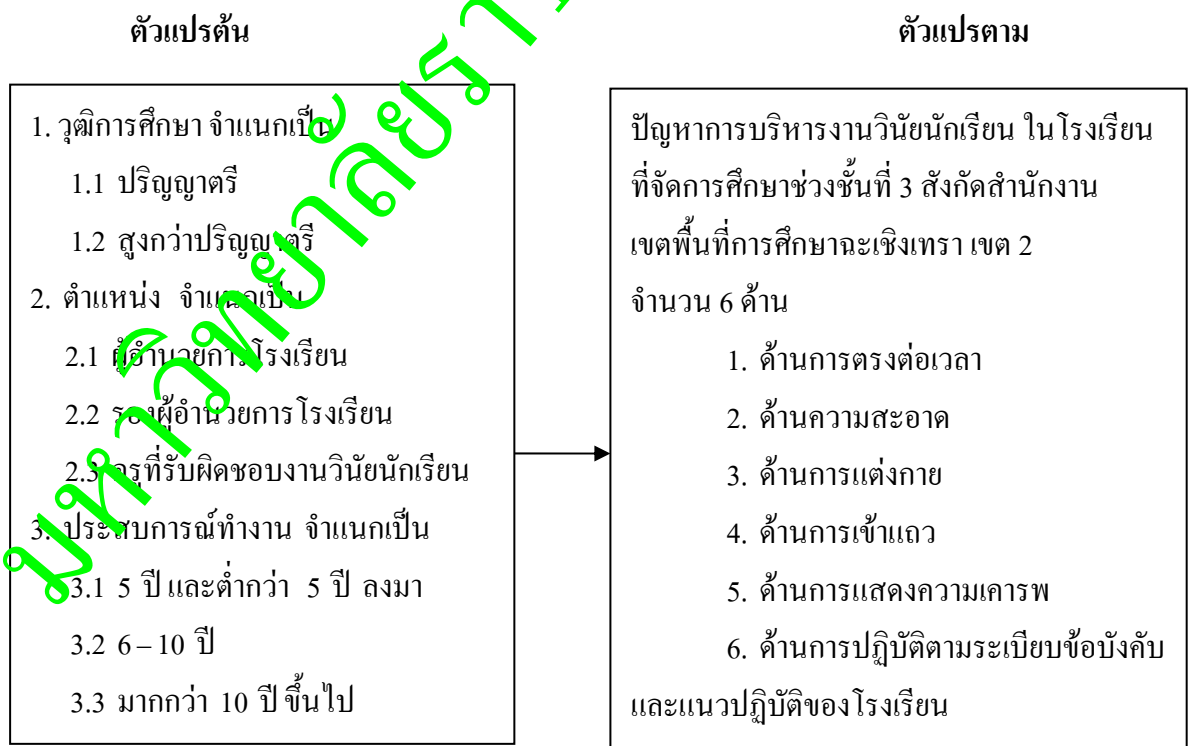 ตัวแปรต้น
1. วุฒิการศึกษา จำแนกเป็น
1.1 ปริญญาตรี
1.2 สูงกว่าปริญญาตรี
2. ตำแหน่ง จำแนกเป็น
2.1 ผู้อำนวยการโรงเรียน
2.2 รองผู้อำนวยการโรงเรียน
2.3 ครูที่รับผิดชอบงานวินัยนักเรียน
3. ประสบการณ์ทำงาน จำแนกเป็น
3.1 5 ปี และต่ำกว่า 5 ปี ลงมา
3.2 6 – 10 ปี
3.3 มากกว่า 10 ปี ขึ้นไป
ตัวแปรตาม
ปัญหาการบริหารงานวินัยนักเรียน ในโรงเรียน
ที่จัดการศึกษาช่วงชั้นที่ 3 สังกัดสำนักงาน
เขตพื้นที่การศึกษาฉะเชิงเทรา เขต 2
จำนวน 6 ด้าน
1. ด้านการตรงต่อเวลา
2. ด้านความสะอาด
3. ด้านการแต่งกาย
4. ด้านการเข้าแถว
5. ด้านการแสดงความเคารพ
6. ด้านการปฏิบัติตามระเบียบข้อบังคับ
และแนวปฏิบัติของโรงเรียน
มหาวิทยาลัยรา